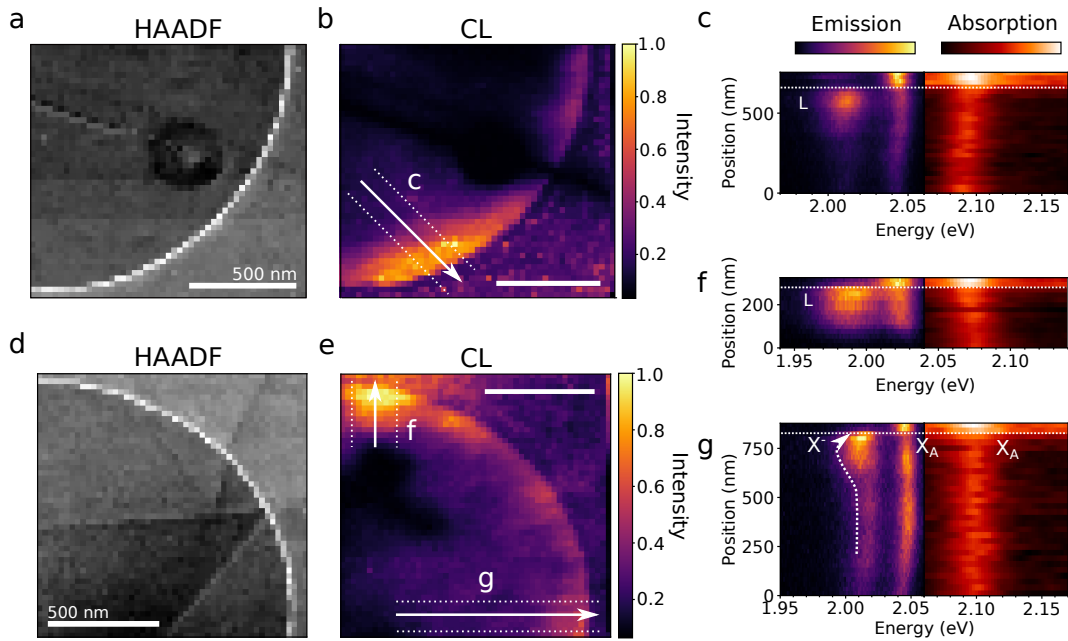 a
HAADF
500 nm
b
CL
c
1.0
0.8
0.6
0.4
0.2
Intensity
c
Emission
Absorption
Position (nm)
500
0
L
2.00
2.05
2.10
2.15
Energy (eV)
d
HAADF
500 nm
e
CL
f
g
1.0
0.8
0.6
0.4
0.2
Intensity
f
Position (nm)
200
0
L
1.95
2.00
2.05
2.10
Energy (eV)
g
Position (nm)
750
500
250
0
X⁻
X_A
X_A
1.95
2.00
2.05
2.10
2.15
Energy (eV)